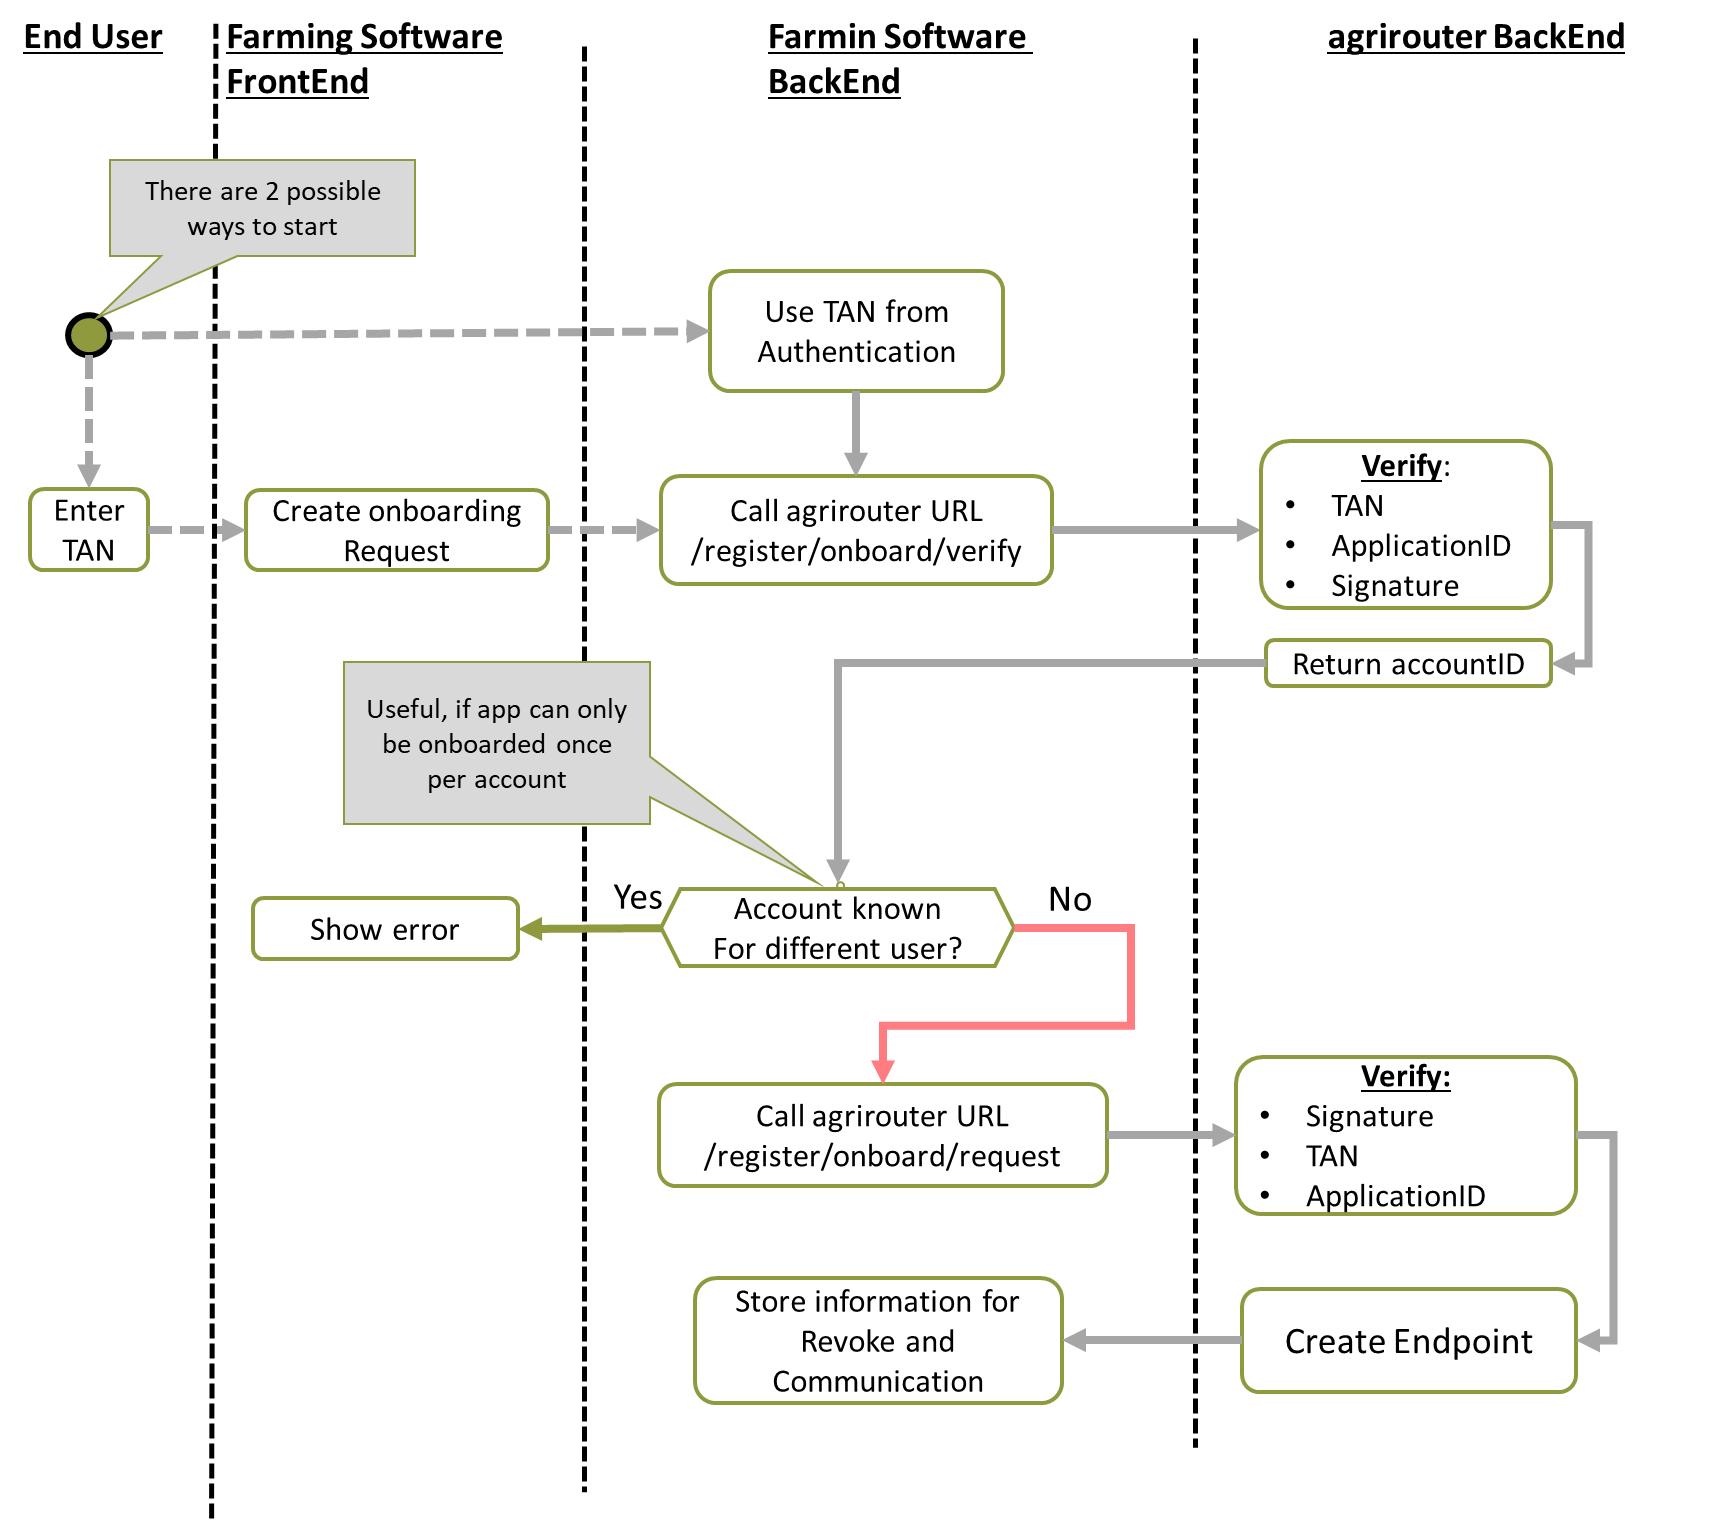 End User
Farming Software
FrontEnd
Farmin Software
BackEnd
agrirouter BackEnd
There are 2 possible
ways to start
Use TAN from
Authentication
Enter
TAN
Create onboarding
Request
Call agrirouter URL
/register/onboard/verify
Verify:
• TAN
• ApplicationID
• Signature
Return accountID
Useful, if app can only
be onboarded once
per account
Show error
Yes
Account known
For different user?
No
Call agrirouter URL
/register/onboard/request
Verify:
• Signature
• TAN
• ApplicationID
Store information for
Revoke and
Communication
Create Endpoint